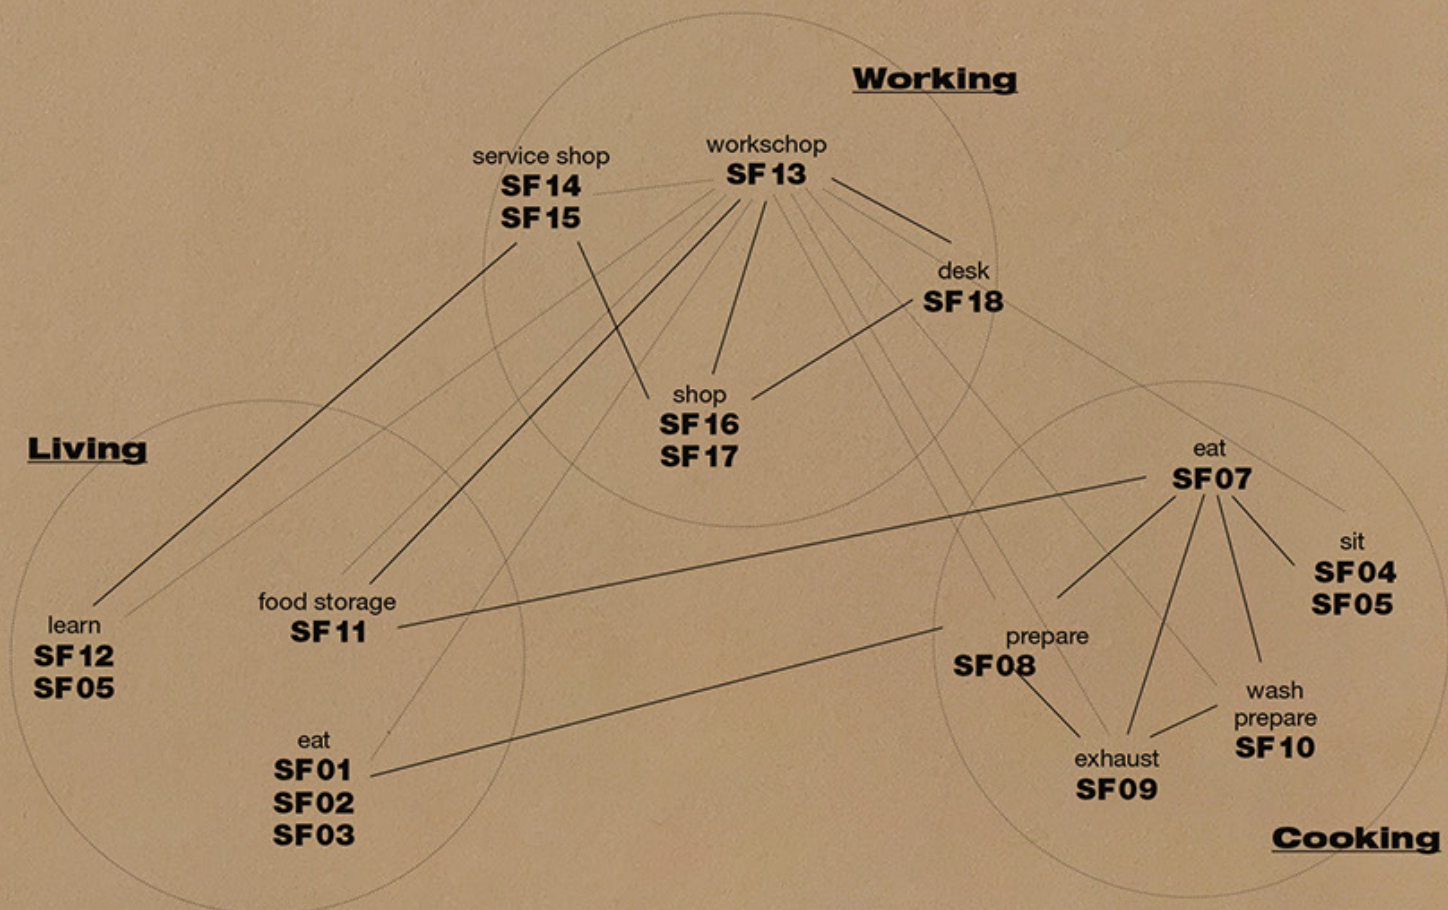 Working
service shop
SF14
SF15
workschop
SF13
desk
SF18
shop
SF16
SF17
Living
learn
SF12
SF05
food storage
SF11
eat
SF01
SF02
SF03
eat
SF07
sit
SF04
SF05
prepare
SF08
wash
prepare
SF10
exhaust
SF09
Cooking